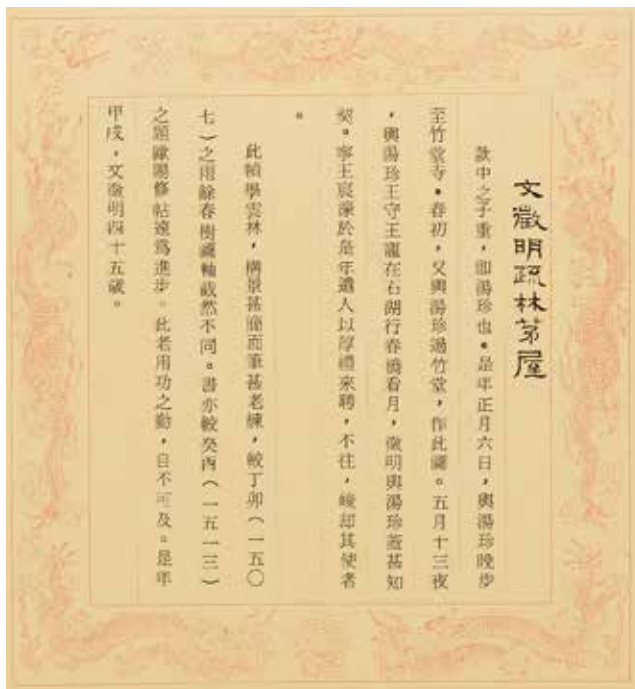 文徵明疏林茅屋
款中之子重，即湯珍也。是年正月六日，與湯珍晚步
至竹堂寺。春初，又與湯珍過竹堂，作此畫。五月十三夜
，與湯珍王守王寵在石湖行春橋看月，徵明與湯珍蓋甚知
契。寧王宸濠於是年遣人以厚禮來聘，不往，峻却其使者
。
此幀學雲林，構景甚簡而筆甚老練，較丁卯（一五〇
七）之雨餘春樹畫軸截然不同。書亦較癸酉（一五一三）
之題歐陽修帖遠為進步。此老用功之勤，自不可及。是年
甲戌，文徵明四十五歲。